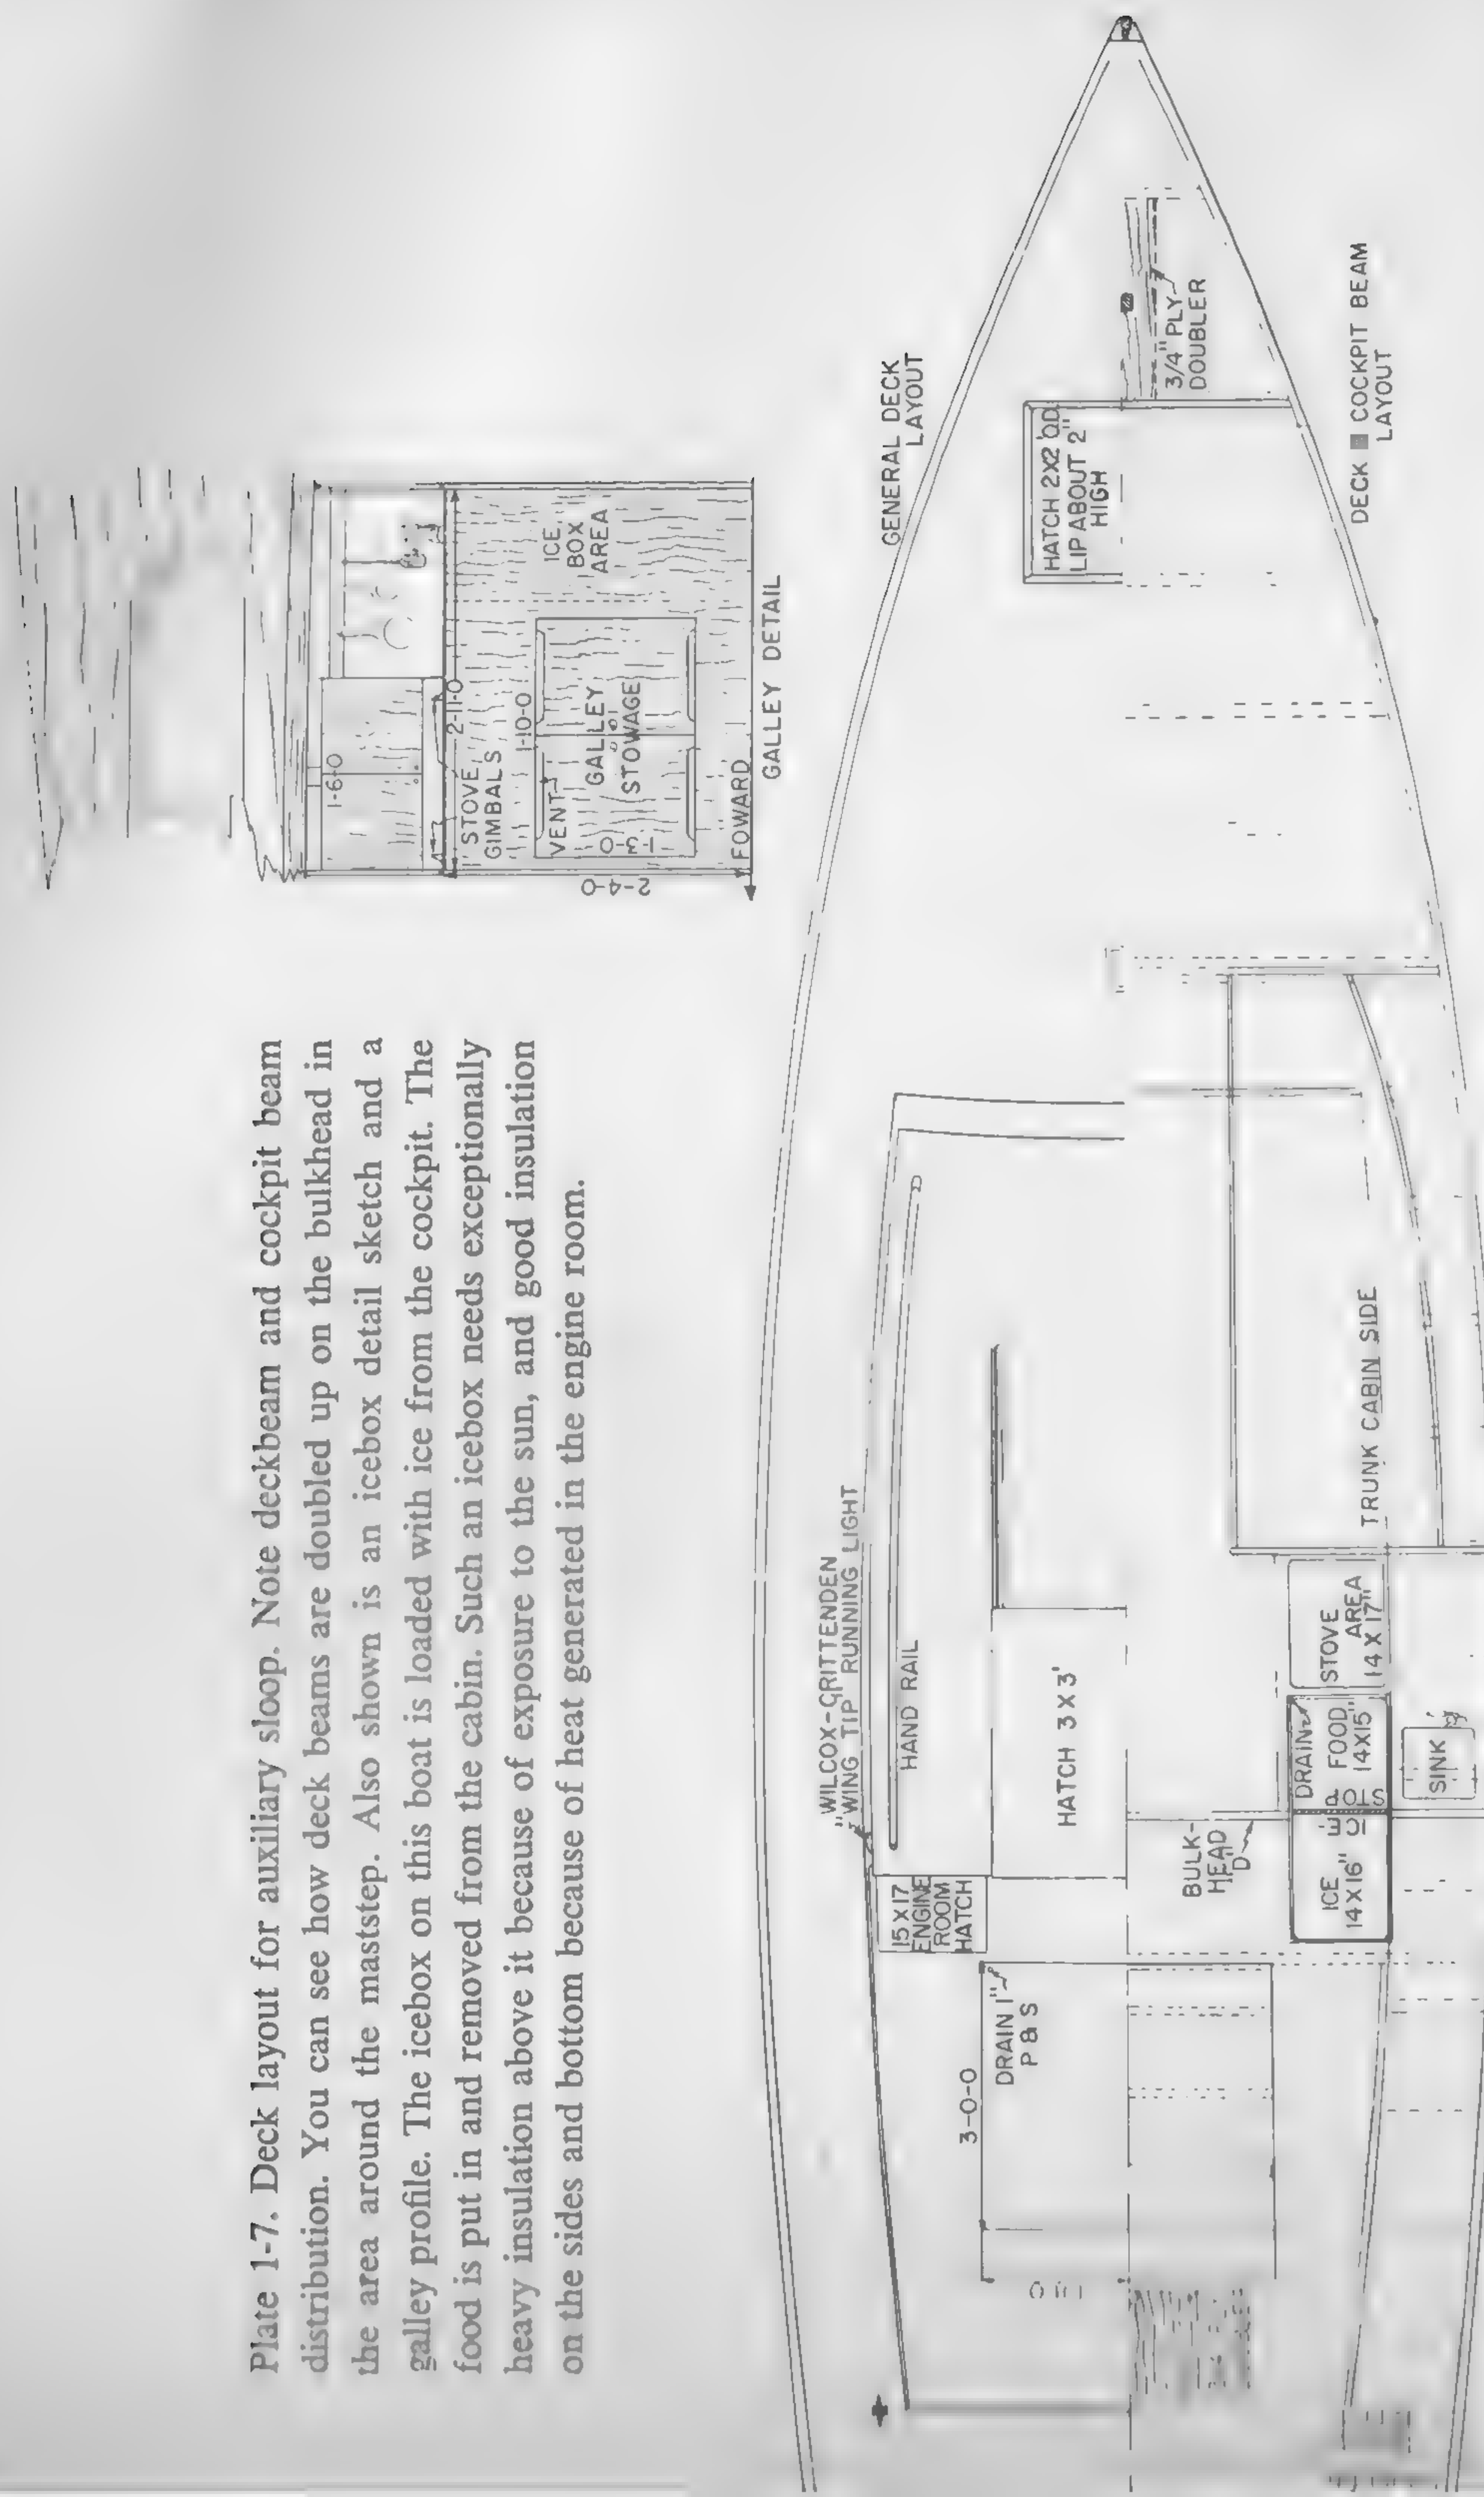 Plate 1-7. Deck layout for auxiliary sloop. Note deckbeam and cockpit beam
distribution. You can see how deck beams are doubled up on the bulkhead in
the area around the maststep. Also shown is an icebox detail sketch and a
galley profile. The icebox on this boat is loaded with ice from the cockpit. The
food is put in and removed from the cabin. Such an icebox needs exceptionally
heavy insulation above it because of exposure to the sun, and good insulation
on the sides and bottom because of heat generated in the engine room.
1-6-0
2-11-0
STOVE
GIMBALS
1-10-0
VENT
GALLEY
STOWAGE
1-3-0
2-4-0
ICE
BOX
AREA
FOWARD
GALLEY DETAIL
GENERAL DECK
LAYOUT
"WILCOX-CRITTENDEN
"WING TIP" RUNNING LIGHT
HAND RAIL
15 X 17
ENGINE
ROOM
HATCH
HATCH 3 X 3'
HATCH 2X2 O.D.
LIP ABOUT 2"
HIGH
3-0-0
DRAIN 1"
P & S
3/4" PLY
DOUBLER
BULK-
HEAD
"D"
DRAIN
ICE
14 X 16"
FOOD
14X15"
STOVE
AREA
14 X 17"
SINK
TRUNK CABIN SIDE
DECK COCKPIT BEAM
LAYOUT